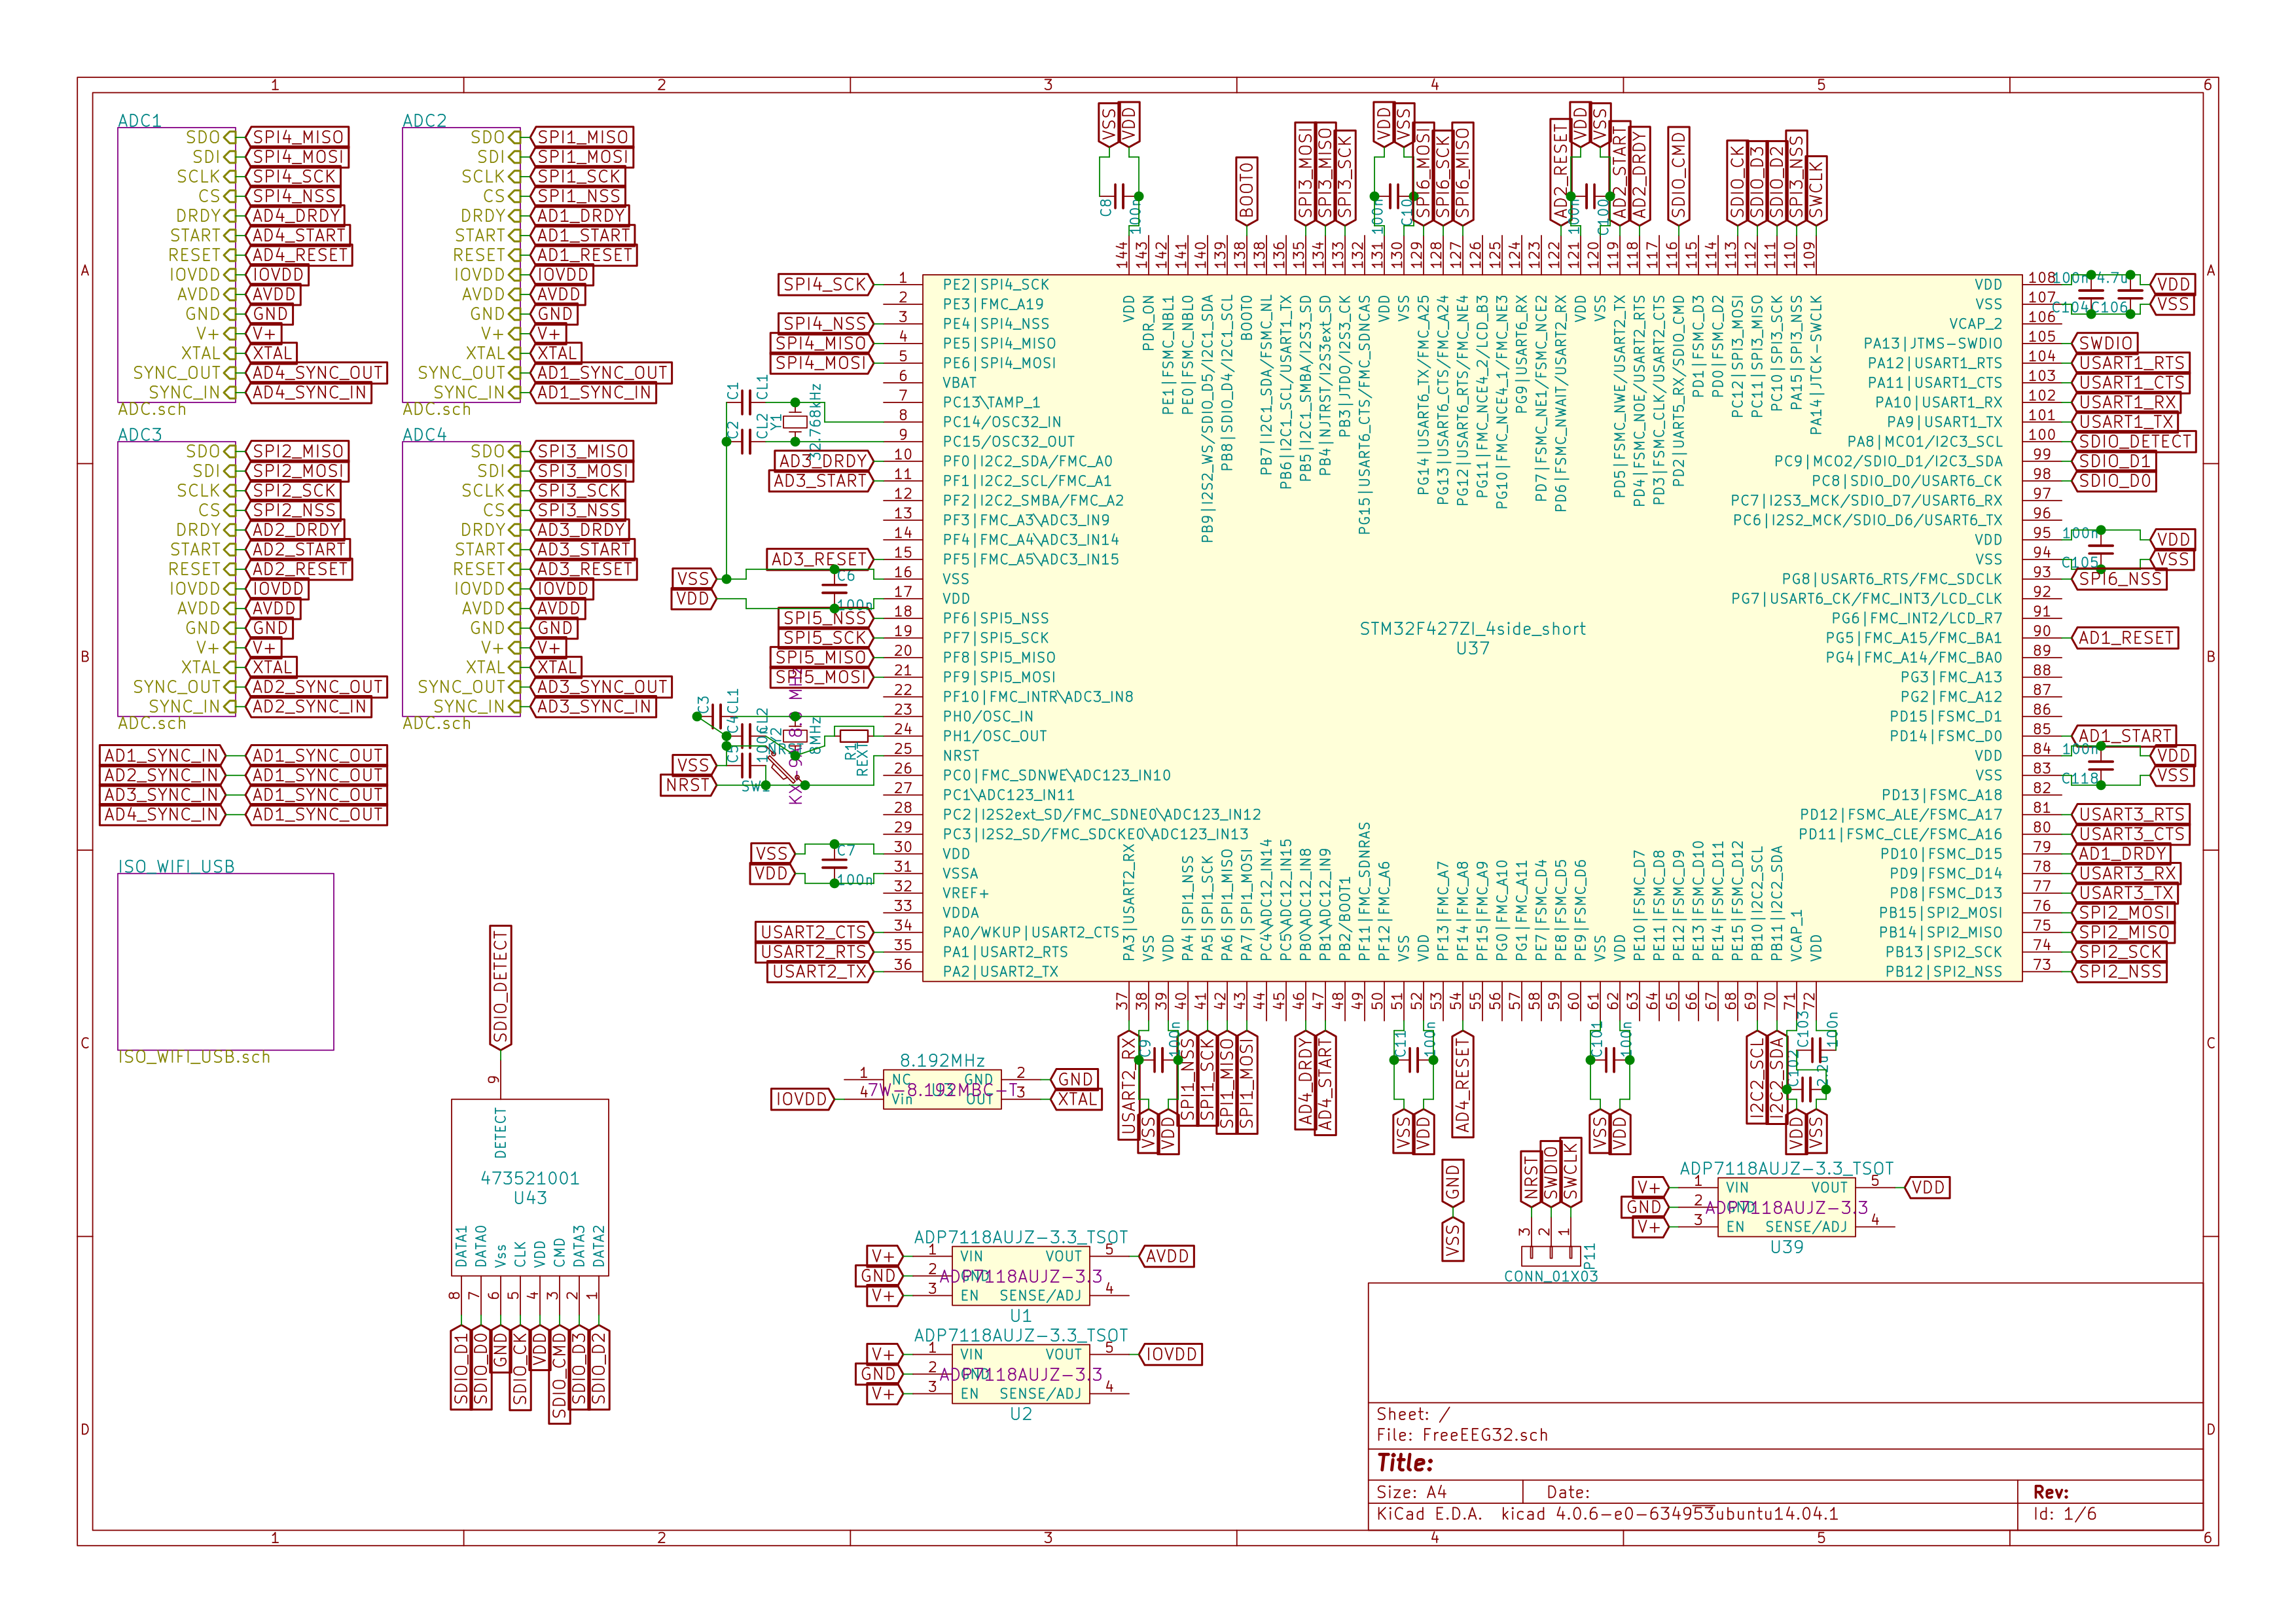 1 2 3 4 5 6
A
B
C
D
ADC1
SDO SPI4_MISO
SDI SPI4_MOSI
SCLK SPI4_SCK
CS SPI4_NSS
DRDY AD4_DRDY
START AD4_START
RESET AD4_RESET
IOVDD IOVDD
AVDD AVDD
GND GND
V+ V+
XTAL XTAL
SYNC_OUT AD4_SYNC_OUT
SYNC_IN AD4_SYNC_IN
ADC.sch
ADC2
SDO SPI1_MISO
SDI SPI1_MOSI
SCLK SPI1_SCK
CS SPI1_NSS
DRDY AD1_DRDY
START AD1_START
RESET AD1_RESET
IOVDD IOVDD
AVDD AVDD
GND GND
V+ V+
XTAL XTAL
SYNC_OUT AD1_SYNC_OUT
SYNC_IN AD1_SYNC_IN
ADC.sch
ADC3
SDO SPI2_MISO
SDI SPI2_MOSI
SCLK SPI2_SCK
CS SPI2_NSS
DRDY AD2_DRDY
START AD2_START
RESET AD2_RESET
IOVDD IOVDD
AVDD AVDD
GND GND
V+ V+
XTAL XTAL
SYNC_OUT AD2_SYNC_OUT
SYNC_IN AD2_SYNC_IN
ADC.sch
ADC4
SDO SPI3_MISO
SDI SPI3_MOSI
SCLK SPI3_SCK
CS SPI3_NSS
DRDY AD3_DRDY
START AD3_START
RESET AD3_RESET
IOVDD IOVDD
AVDD AVDD
GND GND
V+ V+
XTAL XTAL
SYNC_OUT AD3_SYNC_OUT
SYNC_IN AD3_SYNC_IN
ADC.sch
AD1_SYNC_IN AD1_SYNC_OUT
AD2_SYNC_IN AD1_SYNC_OUT
AD3_SYNC_IN AD1_SYNC_OUT
AD4_SYNC_IN AD1_SYNC_OUT
ISO_WIFI_USB
ISO_WIFI_USB.sch
SDIO_DETECT
9
DETECT
473521001
U43
DATA1 DATA0 Vss CLK VDD CMD DATA3 DATA2
8 7 6 5 4 3 2 1
SDIO_D1 SDIO_D0 GND SDIO_CK VDD SDIO_CMD SDIO_D3 SDIO_D2
STM32F427ZI_4side_short
U37
SPI4_SCK 1 PE2|SPI4_SCK
2 PE3|FMC_A19
SPI4_NSS 3 PE4|SPI4_NSS
SPI4_MISO 4 PE5|SPI4_MISO
SPI4_MOSI 5 PE6|SPI4_MOSI
6 VBAT
7 PC13\TAMP_1
8 PC14/OSC32_IN
9 PC15/OSC32_OUT
AD3_DRDY 10 PF0|I2C2_SDA/FMC_A0
AD3_START 11 PF1|I2C2_SCL/FMC_A1
12 PF2|I2C2_SMBA/FMC_A2
13 PF3|FMC_A3\ADC3_IN9
14 PF4|FMC_A4\ADC3_IN14
AD3_RESET 15 PF5|FMC_A5\ADC3_IN15
VSS 16 VSS
VDD 17 VDD
SPI5_NSS 18 PF6|SPI5_NSS
SPI5_SCK 19 PF7|SPI5_SCK
SPI5_MISO 20 PF8|SPI5_MISO
SPI5_MOSI 21 PF9|SPI5_MOSI
22 PF10|FMC_INTR\ADC3_IN8
23 PH0/OSC_IN
24 PH1/OSC_OUT
25 NRST
26 PC0|FMC_SDNWE\ADC123_IN10
27 PC1\ADC123_IN11
28 PC2|I2S2ext_SD/FMC_SDNE0\ADC123_IN12
29 PC3|I2S2_SD/FMC_SDCKE0\ADC123_IN13
VSS 30 VDD
VDD 31 VSSA
32 VREF+
33 VDDA
USART2_CTS 34 PA0/WKUP|USART2_CTS
USART2_RTS 35 PA1|USART2_RTS
USART2_TX 36 PA2|USART2_TX
C1 CL1
C2 CL2
Y1 32.768kHz
C6 100n
C3 CL1
C4 CL2
C5 100n
8MHz
R1 REXT
SW1
VSS
NRST
C7 100n
VSS VDD C8 100n
BOOT0
SPI3_MOSI SPI3_MISO SPI3_SCK
VDD VSS 100n C10
SPI6_MOSI SPI6_SCK SPI6_MISO
AD2_RESET VDD VSS 100n C100
AD2_START AD2_DRDY
SDIO_CMD
SDIO_CK SDIO_D3 SDIO_D2 SPI3_NSS SWCLK
144 VDD
143 PDR_ON
142 PE1|FSMC_NBL1
141 PE0|FSMC_NBL0
140 PB9|I2S2_WS/SDIO_D5/I2C1_SDA
139 PB8|SDIO_D4/I2C1_SCL
138 BOOT0
138 PB7|I2C1_SDA/FSMC_NL
136 PB6|I2C1_SCL/USART1_TX
135 PB5|I2C1_SMBA/I2S3_SD
134 PB4|NJTRST/I2S3ext_SD
133 PB3|JTDO/I2S3_CK
132 PG15|USART6_CTS/FMC_SDNCAS
131 VDD
130 VSS
129 PG14|USART6_TX/FMC_A25
128 PG13|USART6_CTS/FMC_A24
127 PG12|USART6_RTS/FMC_NE4
126 PG11|FMC_NCE4_2/LCD_B3
125 PG10|FMC_NCE4_1/FMC_NE3
124 PG9|USART6_RX
123 PD7|FSMC_NE1/FSMC_NCE2
122 PD6|FSMC_NWAIT/USART2_RX
121 VDD
120 VSS
119 PD5|FSMC_NWE/USART2_TX
118 PD4|FSMC_NOE/USART2_RTS
117 PD3|FSMC_CLK/USART2_CTS
116 PD2|UART5_RX/SDIO_CMD
115 PD1|FSMC_D3
114 PD0|FSMC_D2
113 PC12|SPI3_MOSI
112 PC11|SPI3_MISO
111 PC10|SPI3_SCK
110 PA15|SPI3_NSS
109 PA14|JTCK-SWCLK
VDD 108 VDD
VSS 107 VSS
VCAP_2 106
PA13|JTMS-SWDIO 105 SWDIO
PA12|USART1_RTS 104 USART1_RTS
PA11|USART1_CTS 103 USART1_CTS
PA10|USART1_RX 102 USART1_RX
PA9|USART1_TX 101 USART1_TX
PA8|MCO1/I2C3_SCL 100 SDIO_DETECT
PC9|MCO2/SDIO_D1/I2C3_SDA 99 SDIO_D1
PC8|SDIO_D0/USART6_CK 98 SDIO_D0
PC7|I2S3_MCK/SDIO_D7/USART6_RX 97
PC6|I2S2_MCK/SDIO_D6/USART6_TX 96
VDD 95 VDD
VSS 94 VSS
PG8|USART6_RTS/FMC_SDCLK 93 SPI6_NSS
PG7|USART6_CK/FMC_INT3/LCD_CLK 92
PG6|FMC_INT2/LCD_R7 91
PG5|FMC_A15/FMC_BA1 90 AD1_RESET
PG4|FMC_A14/FMC_BA0 89
PG3|FMC_A13 88
PG2|FMC_A12 87
PD15|FSMC_D1 86
PD14|FSMC_D0 85 AD1_START
VDD 84 VDD
VSS 83 VSS
PD13|FSMC_A18 82
PD12|FSMC_ALE/FSMC_A17 81 USART3_RTS
PD11|FSMC_CLE/FSMC_A16 80 USART3_CTS
PD10|FSMC_D15 79 AD1_DRDY
PD9|FSMC_D14 78 USART3_RX
PD8|FSMC_D13 77 USART3_TX
PB15|SPI2_MOSI 76 SPI2_MOSI
PB14|SPI2_MISO 75 SPI2_MISO
PB13|SPI2_SCK 74 SPI2_SCK
PB12|SPI2_NSS 73 SPI2_NSS
100n 4.7u
C104 C106
100n
C105
100n
C118
PA3|USART2_RX 37 USART2_RX
VSS 38 VSS
VDD 39 VDD
PA4|SPI1_NSS 40 SPI1_NSS
PA5|SPI1_SCK 41 SPI1_SCK
PA6|SPI1_MISO 42 SPI1_MISO
PA7|SPI1_MOSI 43 SPI1_MOSI
PC4\ADC12_IN14 44
PC5\ADC12_IN15 45
PB0\ADC12_IN8 46 AD4_DRDY
PB1\ADC12_IN9 47 AD4_START
PB2/BOOT1 48
PF11|FMC_SDNRAS 49
PF12|FMC_A6 50
VSS 51 VSS
VDD 52 VDD
PF13|FMC_A7 53
PF14|FMC_A8 54 AD4_RESET
PF15|FMC_A9 55
PG0|FMC_A10 56
PG1|FMC_A11 57
PE7|FSMC_D4 58
PE8|FSMC_D5 59
PE9|FSMC_D6 60
VSS 61 VSS
VDD 62 VDD
PE10|FSMC_D7 63
PE11|FSMC_D8 64
PE12|FSMC_D9 65
PE13|FSMC_D10 66
PE14|FSMC_D11 67
PE15|FSMC_D12 68
PB10|I2C2_SCL 69 I2C2_SCL
PB11|I2C2_SDA 70 I2C2_SDA
VCAP_1 71 VDD
VDD 72 VSS
C9 100n
C11 100n
C101 100n
C103 100n
C102 2.2u
8.192MHz
1 NC GND 2 GND
7W-8.192MBC-T U3
IOVDD 4 Vin OUT 3 XTAL
GND
VSS
NRST SWDIO SWCLK
3 2 1
P11
CONN_01X03
ADP7118AUJZ-3.3_TSOT
V+ 1 VIN VOUT 5 VDD
GND 2 GND ADP7118AUJZ-3.3
V+ 3 EN SENSE/ADJ 4
U39
ADP7118AUJZ-3.3_TSOT
V+ 1 VIN VOUT 5 AVDD
GND 2 GND ADP7118AUJZ-3.3
V+ 3 EN SENSE/ADJ 4
U1
ADP7118AUJZ-3.3_TSOT
V+ 1 VIN VOUT 5 IOVDD
GND 2 GND ADP7118AUJZ-3.3
V+ 3 EN SENSE/ADJ 4
U2
Sheet: /
File: FreeEEG32.sch
Title:
Size: A4 Date: Rev:
KiCad E.D.A. kicad 4.0.6-e0-634953ubuntu14.04.1 Id: 1/6
1 2 3 4 5 6
A
B
C
D